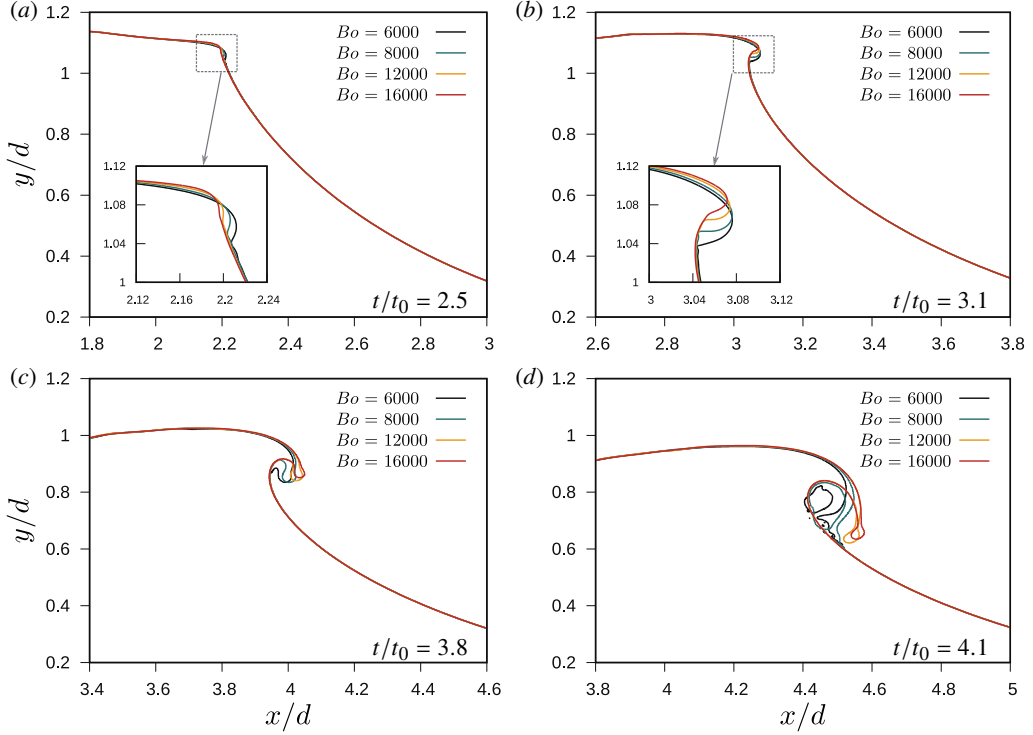 (a)
1.2
1
0.8
0.6
0.4
0.2
y/d
Bo = 6000
Bo = 8000
Bo = 12000
Bo = 16000
1.12
1.08
1.04
1
2.12 2.16 2.2 2.24
t/t0 = 2.5
1.8 2 2.2 2.4 2.6 2.8 3
(b)
1.2
1
0.8
0.6
0.4
0.2
Bo = 6000
Bo = 8000
Bo = 12000
Bo = 16000
1.12
1.08
1.04
1
3 3.04 3.08 3.12
t/t0 = 3.1
2.6 2.8 3 3.2 3.4 3.6 3.8
(c)
1.2
1
0.8
0.6
0.4
0.2
y/d
Bo = 6000
Bo = 8000
Bo = 12000
Bo = 16000
t/t0 = 3.8
3.4 3.6 3.8 4 4.2 4.4 4.6
x/d
(d)
1.2
1
0.8
0.6
0.4
0.2
Bo = 6000
Bo = 8000
Bo = 12000
Bo = 16000
t/t0 = 4.1
3.8 4 4.2 4.4 4.6 4.8 5
x/d